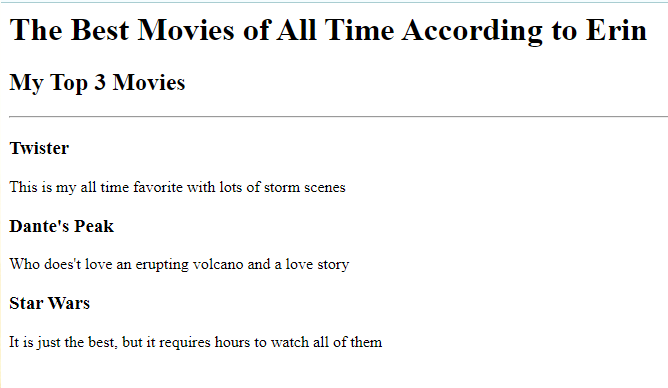 The Best Movies of All Time According to Erin
My Top 3 Movies
Twister
This is my all time favorite with lots of storm scenes
Dante's Peak
Who does't love an erupting volcano and a love story
Star Wars
It is just the best, but it requires hours to watch all of them